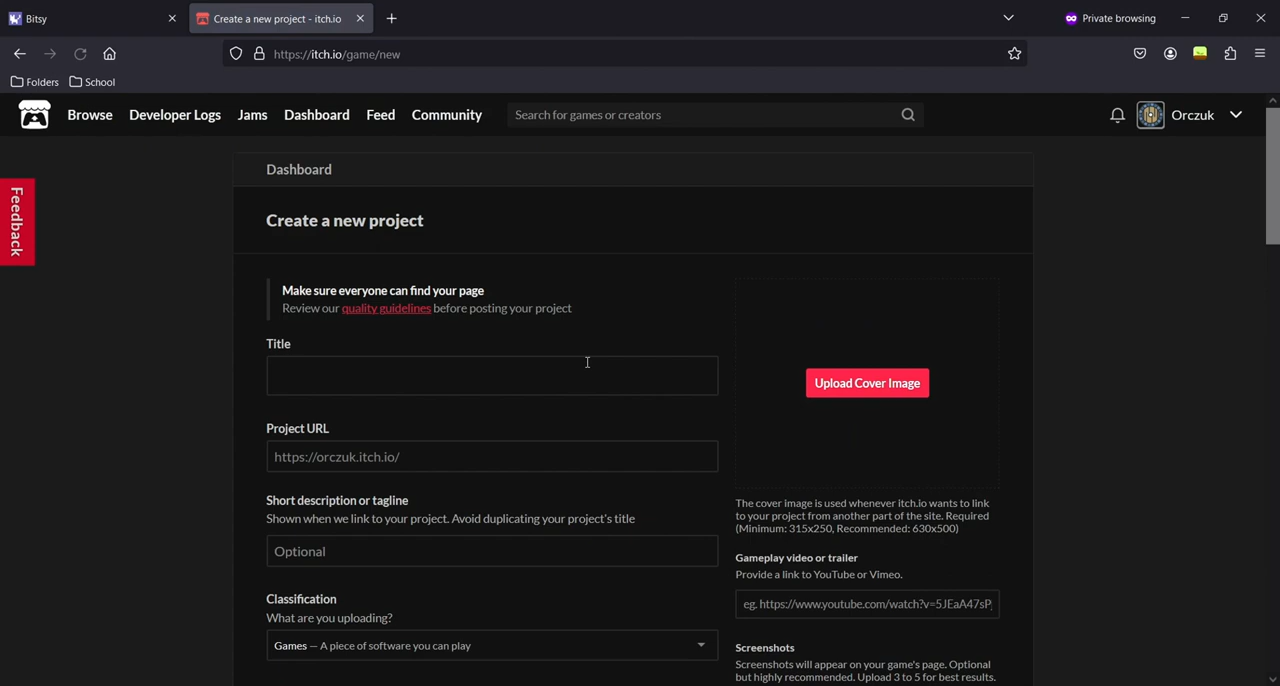 Bitsy
Create a new project - itch.io
Private browsing
https://itch.io/game/new
Folders
School
Browse
Developer Logs
Jams
Dashboard
Feed
Community
Search for games or creators
Orczuk
Feedback
Dashboard
Create a new project
Make sure everyone can find your page
Review our quality guidelines before posting your project
Title
Upload Cover Image
Project URL
https://orczuk.itch.io/
Short description or tagline
Shown when we link to your project. Avoid duplicating your project's title
Optional
Classification
What are you uploading?
Games — A piece of software you can play
The cover image is used whenever itch.io wants to link
to your project from another part of the site. Required
(Minimum: 315x250, Recommended: 630x500)
Gameplay video or trailer
Provide a link to YouTube or Vimeo.
eg. https://www.youtube.com/watch?v=5JEaA47sP
Screenshots
Screenshots will appear on your game's page. Optional
but highly recommended. Upload 3 to 5 for best results.